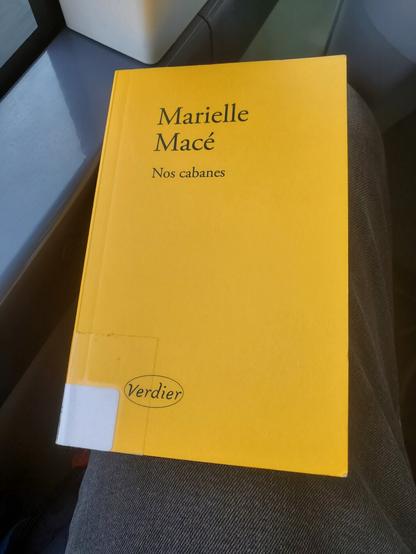 Marielle
Macé
Nos cabanes
Verdier